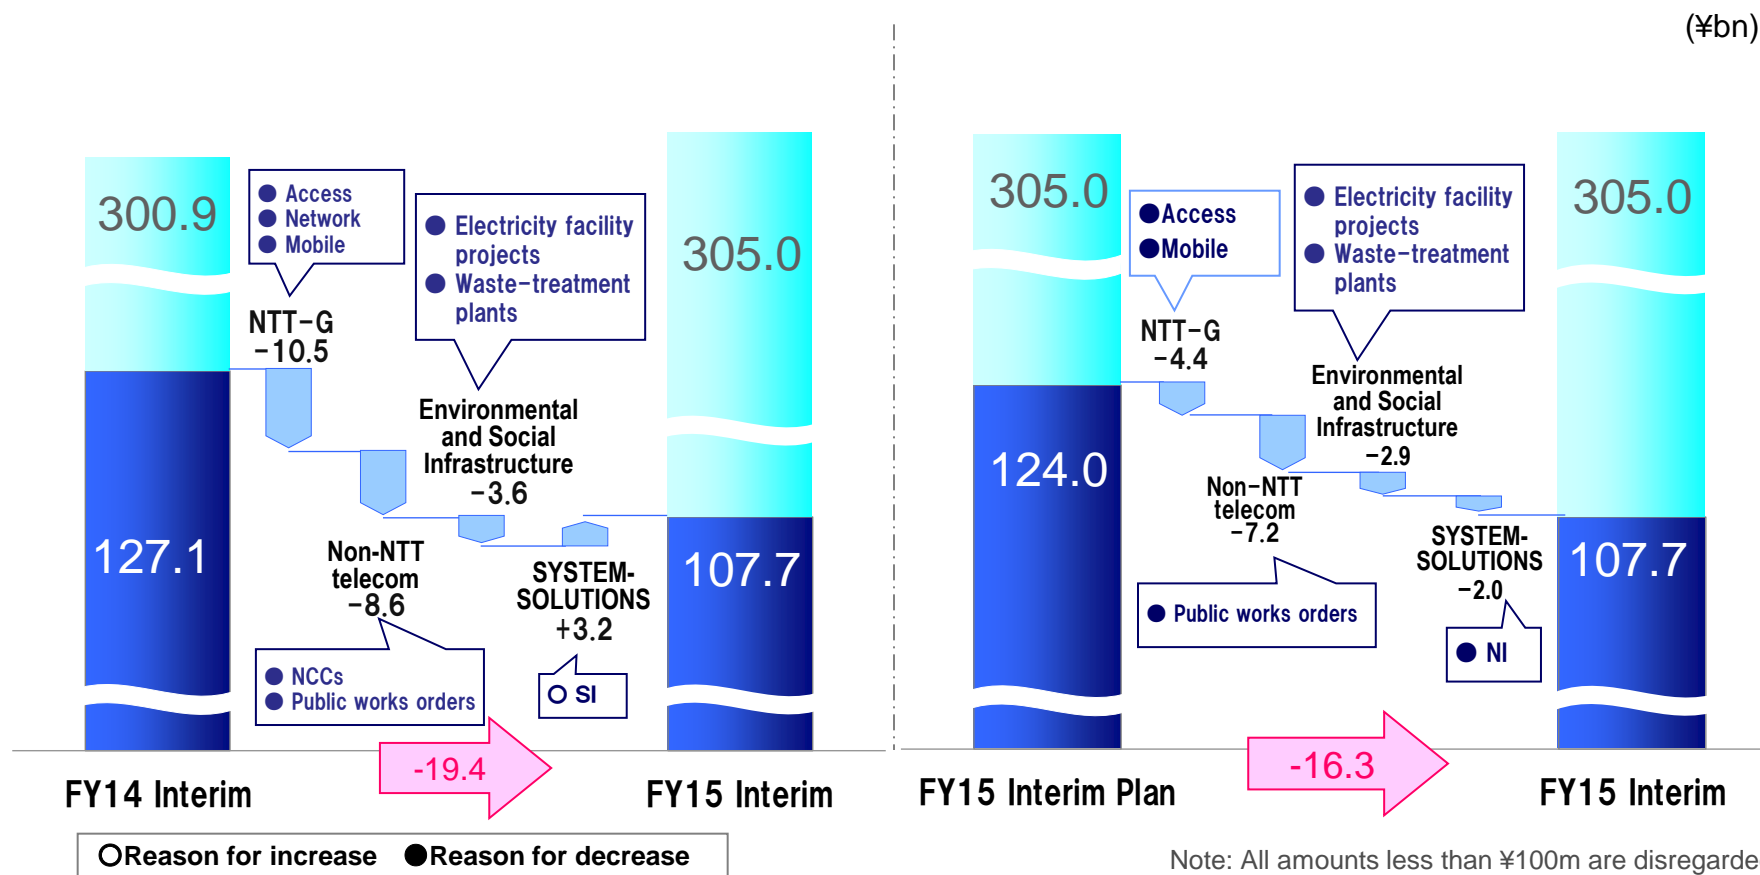 (¥bn)
300.9
127.1
FY14 Interim
● Access
● Network
● Mobile
NTT-G
-10.5
● Electricity facility
projects
● Waste-treatment
plants
Environmental
and Social
Infrastructure
-3.6
Non-NTT
telecom
-8.6
● NCCs
● Public works orders
SYSTEM-
SOLUTIONS
+3.2
○ SI
-19.4
305.0
107.7
FY15 Interim
○Reason for increase ●Reason for decrease
305.0
124.0
FY15 Interim Plan
●Access
●Mobile
NTT-G
-4.4
● Electricity facility
projects
● Waste-treatment
plants
Environmental
and Social
Infrastructure
-2.9
Non-NTT
telecom
-7.2
● Public works orders
SYSTEM-
SOLUTIONS
-2.0
● NI
-16.3
305.0
107.7
FY15 Interim
Note: All amounts less than ¥100m are disregarde